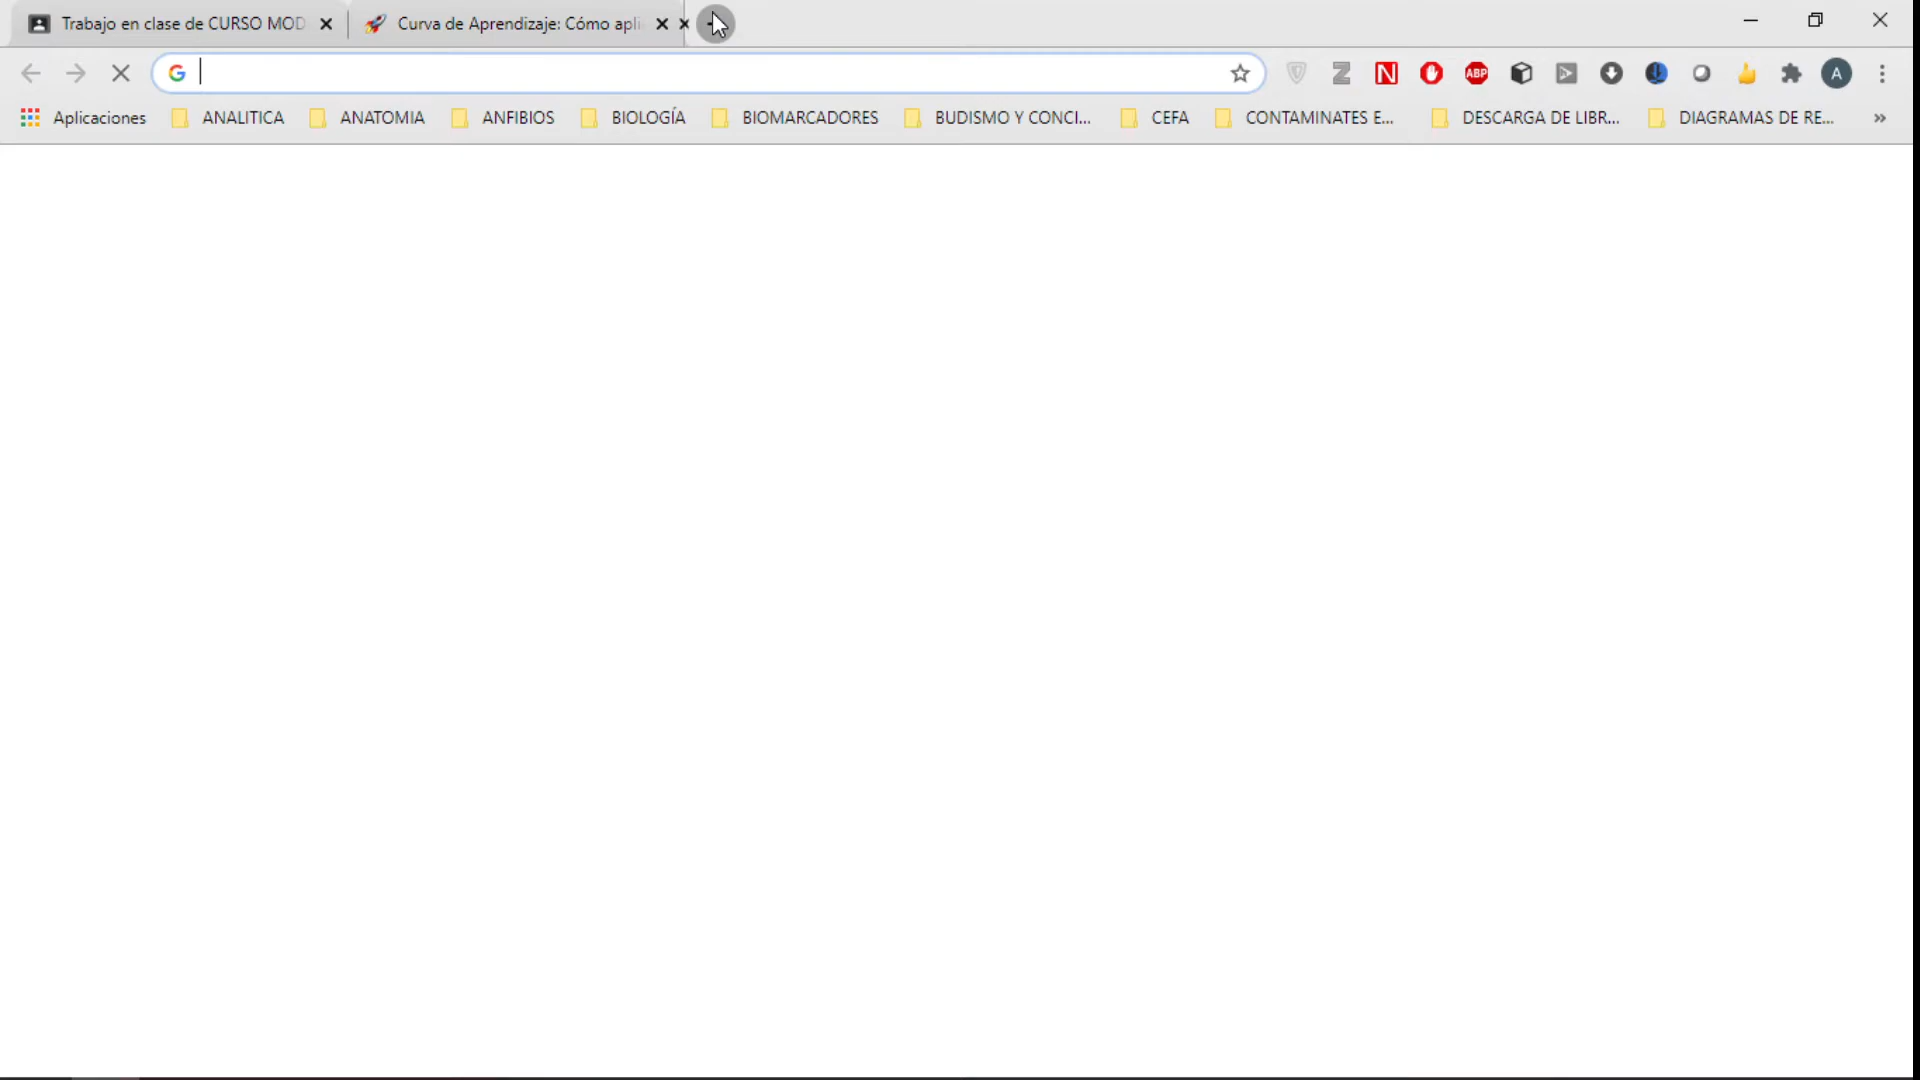 Trabajo en clase de CURSO MOD
Curva de Aprendizaje: Cómo apli
G
Z
N
ABP
A
Aplicaciones
ANALITICA
ANATOMIA
ANFIBIOS
BIOLOGÍA
BIOMARCADORES
BUDISMO Y CONCI...
CEFA
CONTAMINATES E...
DESCARGA DE LIBR...
DIAGRAMAS DE RE...
»